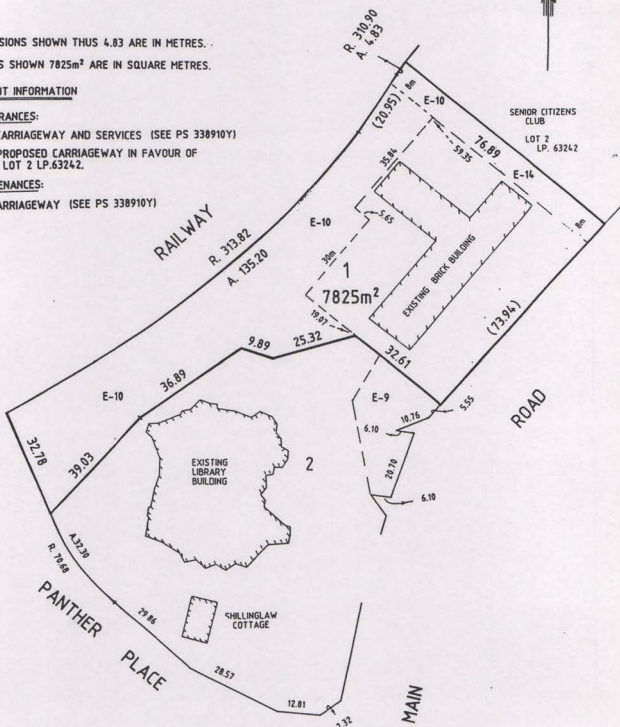 SIONS SHOWN THUS 4.83 ARE IN METRES.
S SHOWN 7825m² ARE IN SQUARE METRES.
NT INFORMATION
RANCES:
ARRIAGEWAY AND SERVICES (SEE PS 338910Y)
PROPOSED CARRIAGEWAY IN FAVOUR OF
LOT 2 LP.63242.
ENANCES:
ARRIAGEWAY (SEE PS 338910Y)
R. 310.90
A. 4.83
(20.95)
8m
E-10
SENIOR CITIZENS
CLUB
LOT 2
LP. 63242
76.89
59.35
35.84
E-14
8m
RAILWAY
R. 313.82
A. 135.20
E-10
5.65
30m
1
7825m²
EXISTING BRICK BUILDING
19.07
(73.94)
ROAD
9.89
25.32
32.61
36.89
E-10
E-9
5.55
10.76
6.10
20.70
6.10
32.78
39.03
EXISTING
LIBRARY
BUILDING
2
A.32.30
R. 70.68
PANTHER PLACE
29.86
SHILLINGLAW
COTTAGE
28.57
12.81
MAIN